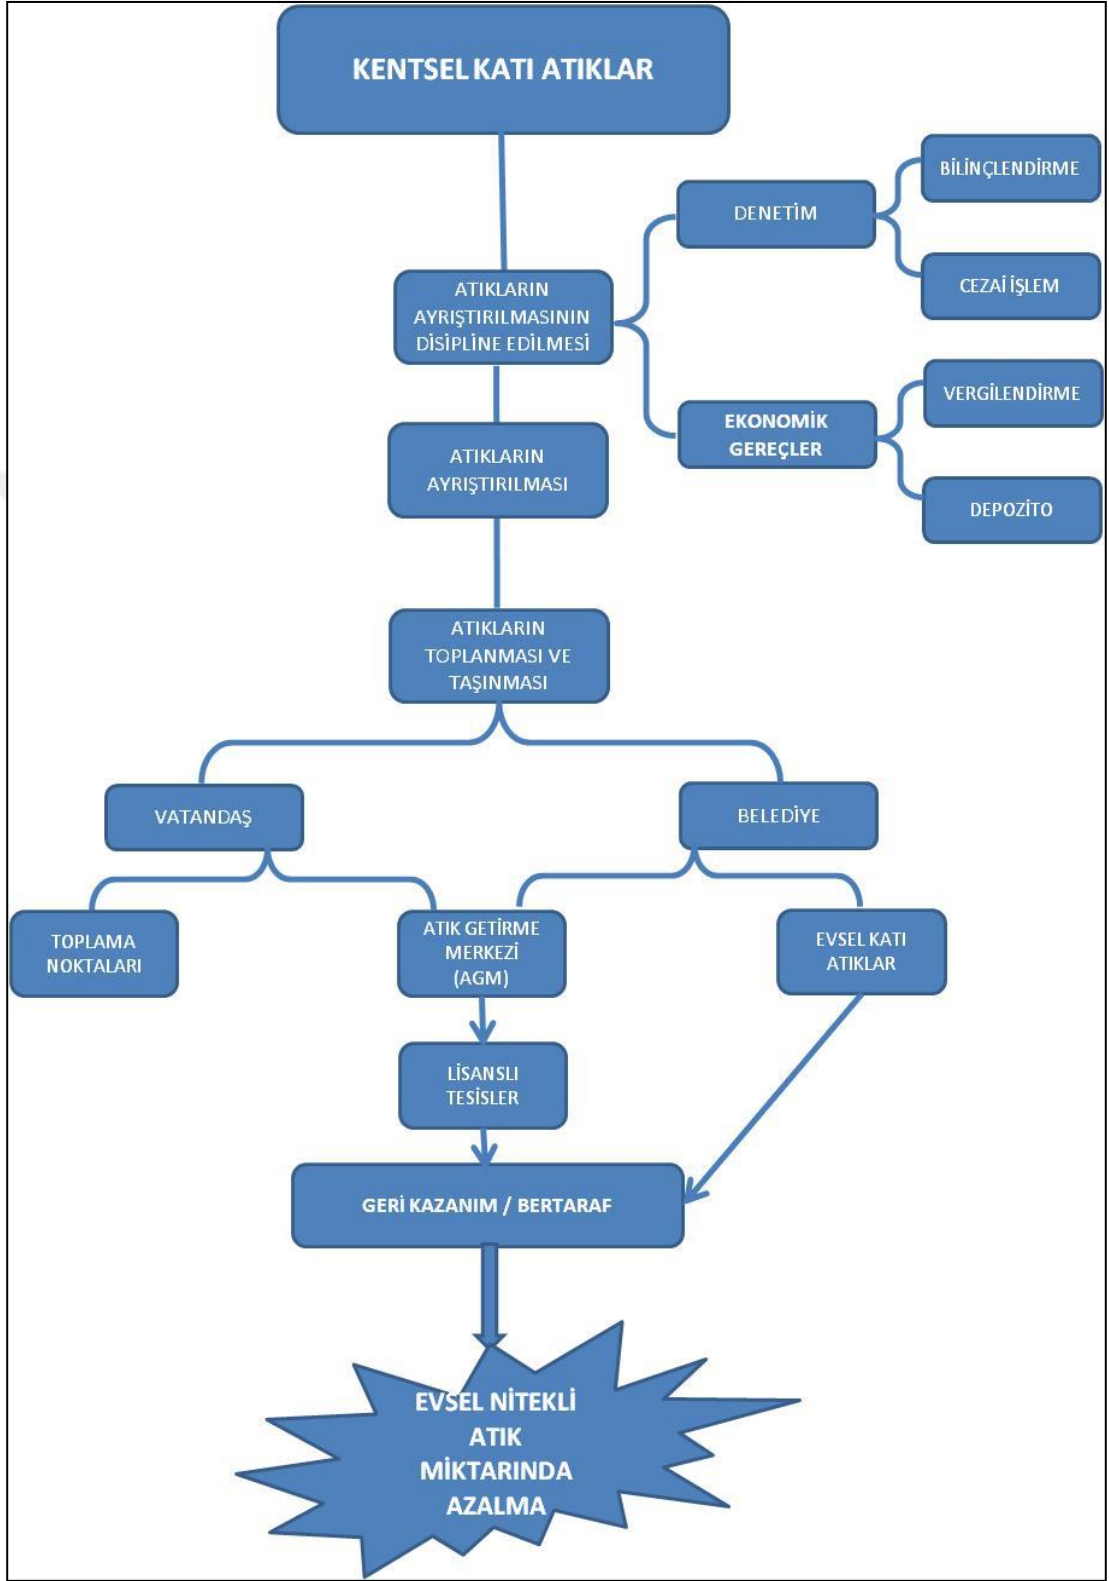 KENTSEL KATI ATIKLAR
BİLİNÇLENDİRME
DENETİM
CEZAİ İŞLEM
ATIKLARIN
AYRIŞTIRILMASININ
DİSİPLİNE EDİLMESİ
VERGİLENDİRME
EKONOMİK
GEREÇLER
ATIKLARIN
AYRIŞTIRILMASI
DEPOZİTO
ATIKLARIN
TOPLANMASI VE
TAŞINMASI
VATANDAŞ
BELEDİYE
TOPLAMA
NOKTALARI
ATIK GETİRME
MERKEZİ
(AGM)
EVSEL KATI
ATIKLAR
LİSANSLI
TESİSLER
GERİ KAZANIM / BERTARAF
EVSEL NİTEKLİ
ATIK
MİKTARINDA
AZALMA